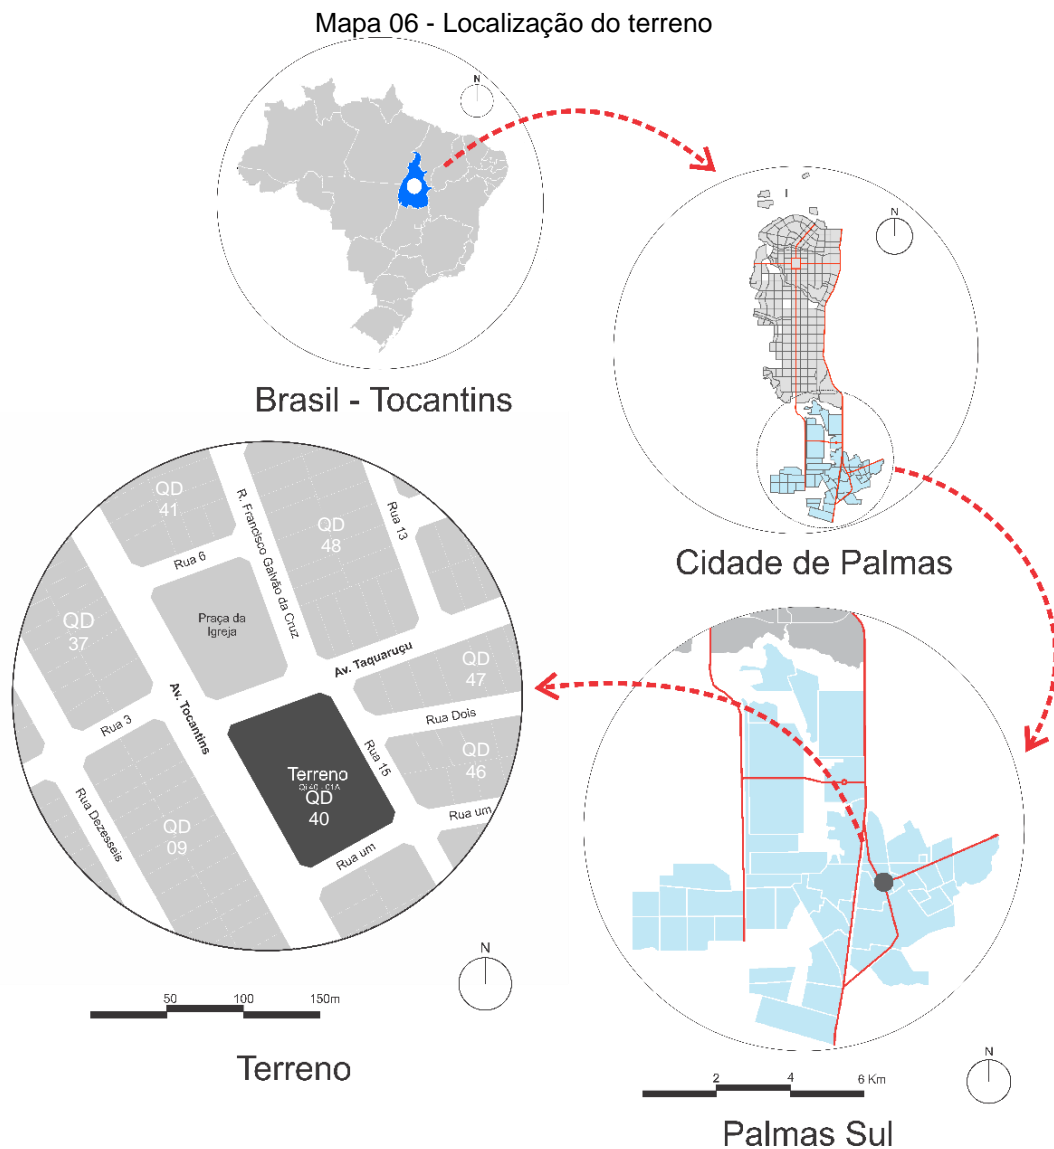 Mapa 06 - Localização do terreno
N
Brasil - Tocantins
N
Cidade de Palmas
QD
41
R. Francisco Galvão da Cruz
QD
48
Rua 13
Rua 6
Praça da
Igreja
QD
37
Av. Taquaruçu
QD
47
Av. Tocantins
Rua 3
Rua Dois
Rua 15
QD
46
Terreno
QD
40
Rua um
Rua Dezesseis
QD
09
Rua um
N
50 100 150m
Terreno
2 4 6 Km
N
Palmas Sul